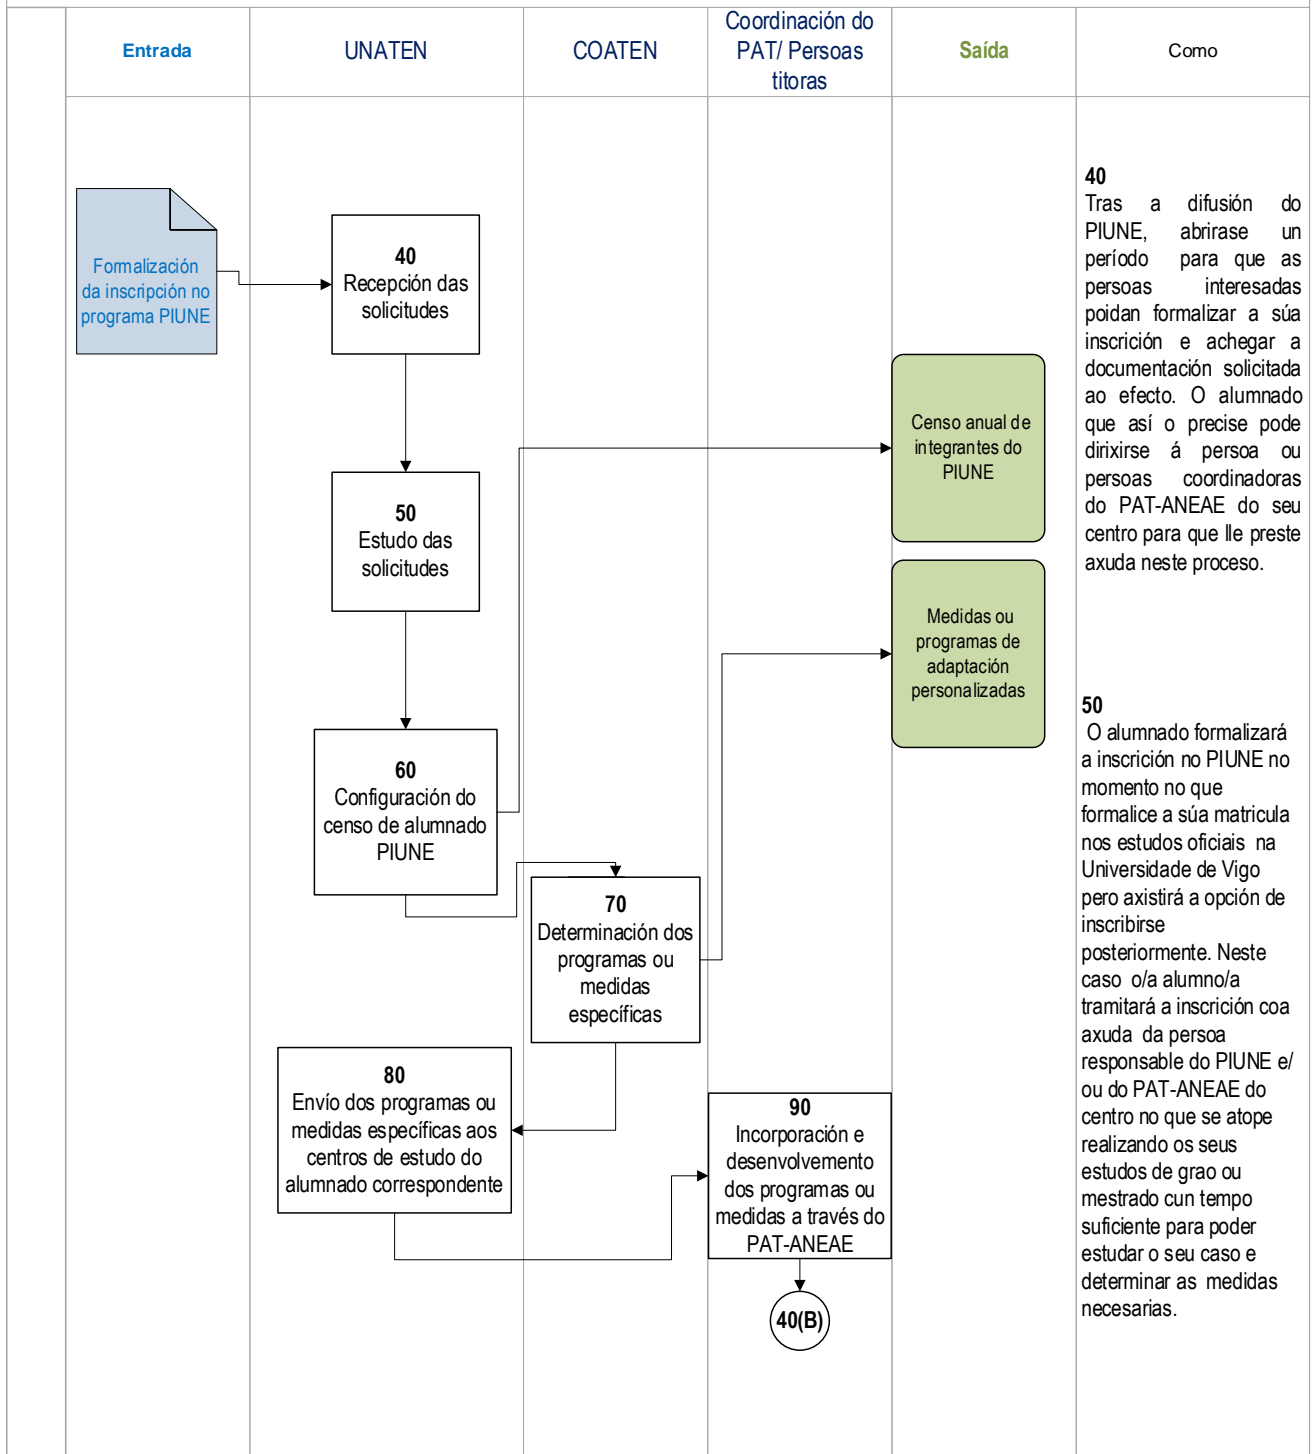 Entrada
UNATEN
COATEN
Coordinación do
PAT/ Persoas
titoras
Saída
Como
Formalización
da inscripción no
programa PIUNE
40
Recepción das
solicitudes
50
Estudo das
solicitudes
60
Configuración do
censo de alumnado
PIUNE
70
Determinación dos
programas ou
medidas
específicas
80
Envío dos programas ou
medidas específicas aos
centros de estudo do
alumnado correspondente
90
Incorporación e
desenvolvemento
dos programas ou
medidas a través do
PAT-ANEAE
40(B)
Censo anual de
integrantes do
PIUNE
Medidas ou
programas de
adaptación
personalizadas
40
Tras a difusión do
PIUNE, abrirase un
período para que as
persoas interesadas
poidan formalizar a súa
inscrición e achegar a
documentación solicitada
ao efecto. O alumnado
que así o precise pode
dirixirse á persoa ou
persoas coordinadoras
do PAT-ANEAE do seu
centro para que lle preste
axuda neste proceso.
50
O alumnado formalizará
a inscrición no PIUNE no
momento no que
formalice a súa matricula
nos estudos oficiais na
Universidade de Vigo
pero axistirá a opción de
inscribirse
posteriormente. Neste
caso o/a alumno/a
tramitará a inscrición coa
axuda da persoa
responsable do PIUNE e/
ou do PAT-ANEAE do
centro no que se atope
realizando os seus
estudos de grao ou
mestrado cun tempo
suficiente para poder
estudar o seu caso e
determinar as medidas
necesarias.